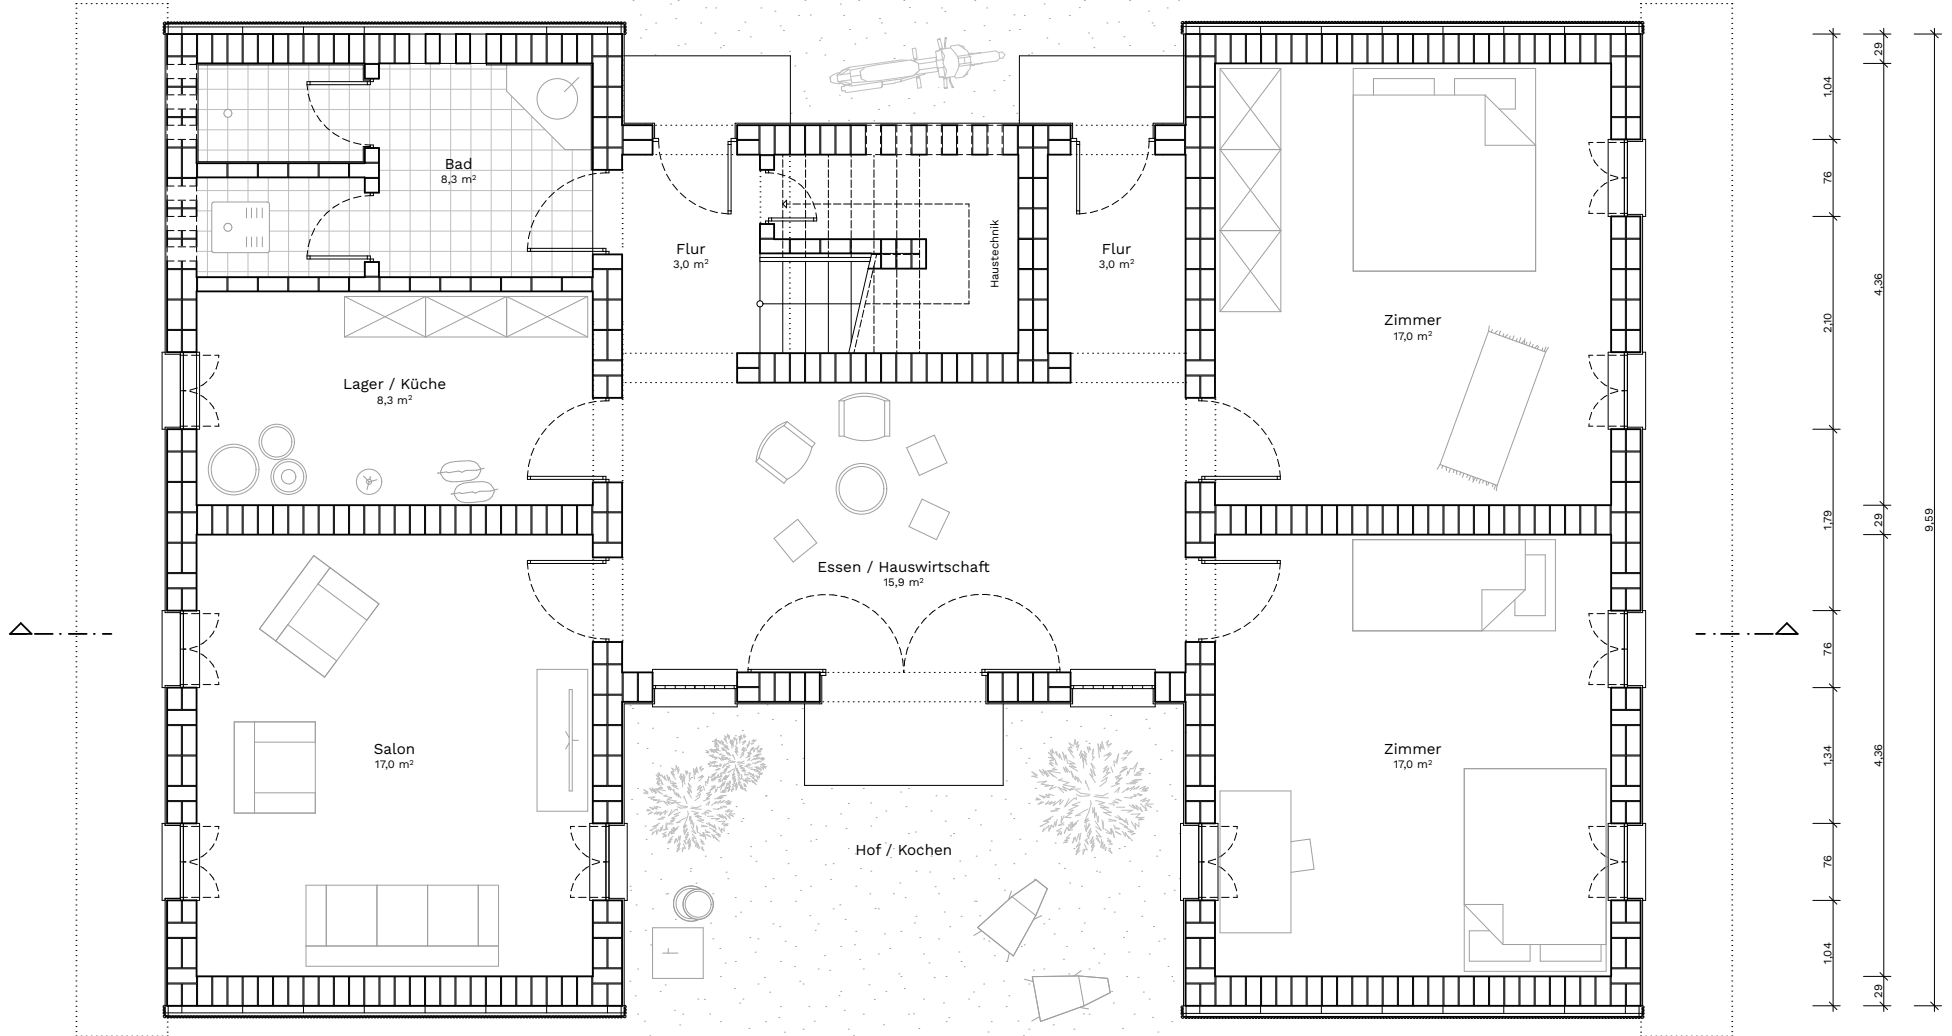 Bad
8,3 m²
Flur
3,0 m²
Haustechnik
Flur
3,0 m²
Zimmer
17,0 m²
Lager / Küche
8,3 m²
Essen / Hauswirtschaft
15,9 m²
Salon
17,0 m²
Zimmer
17,0 m²
Hof / Kochen
1,04
76
2,10
1,79
76
1,34
76
1,04
29
4,36
29
4,36
29
9,59